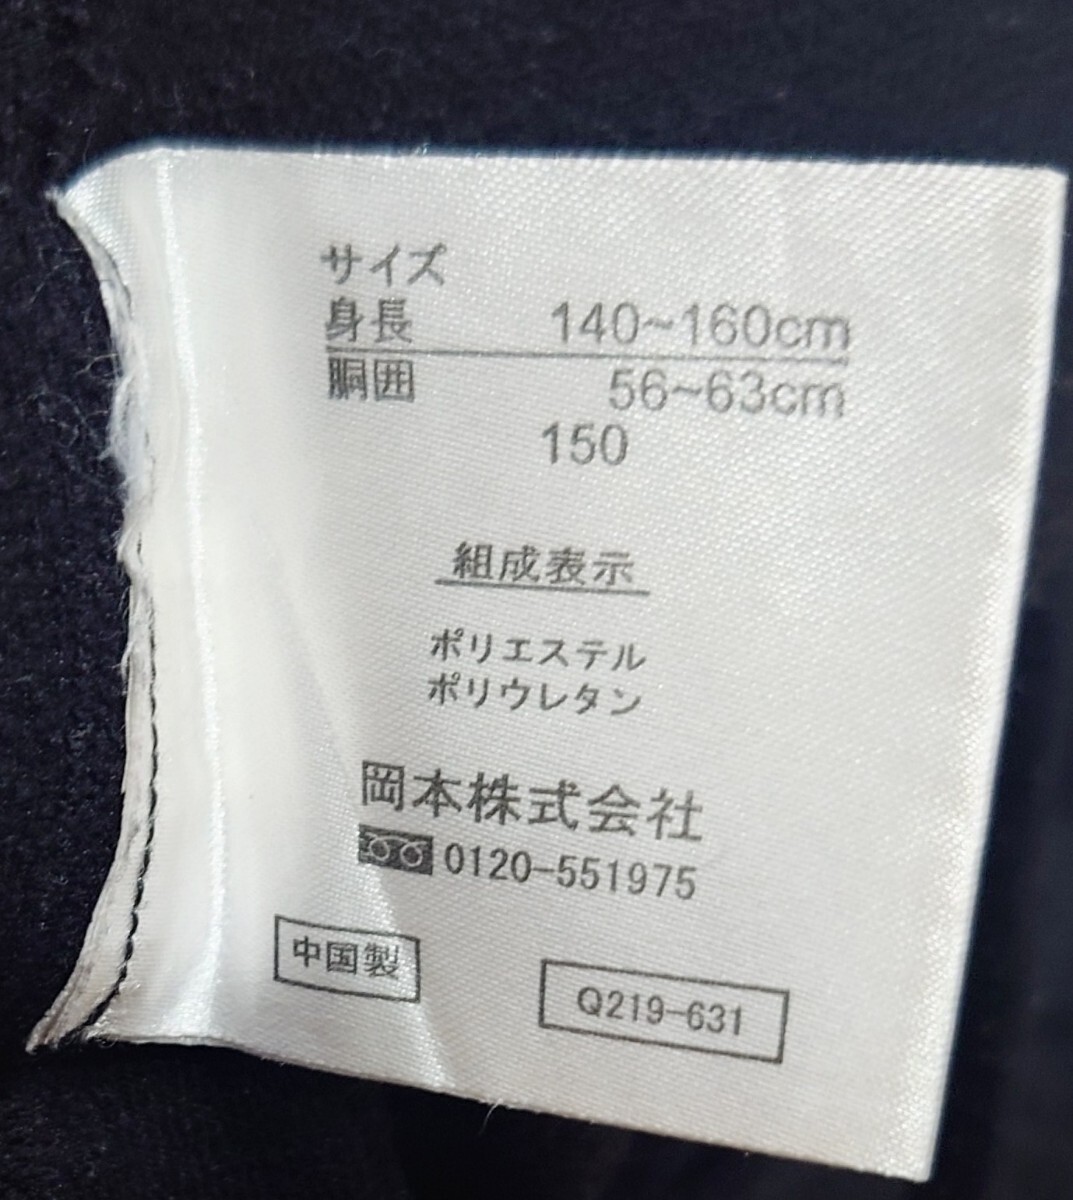 サイズ
身長 140~160cm
胴囲 56~63cm
150
組成表示
ポリエステル
ポリウレタン
岡本株式会社
0120-551975
中国製
Q219-631